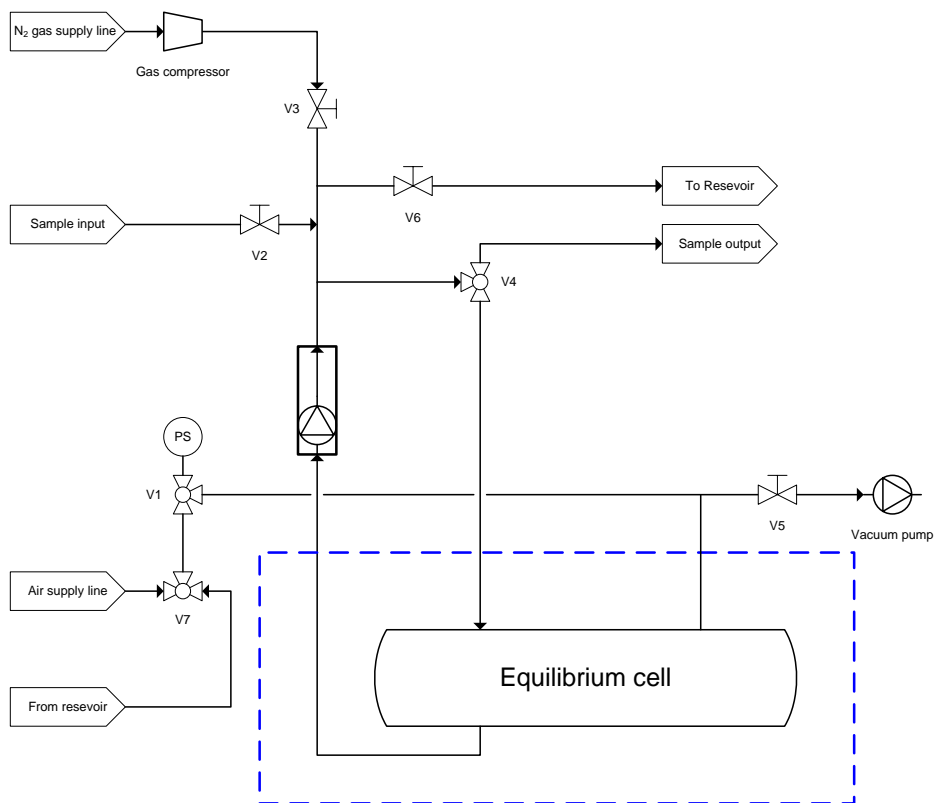 N₂ gas supply line
Gas compressor
V3
To Resevoir
V6
Sample input
V2
Sample output
V4
PS
V1
V5
Vacuum pump
Air supply line
V7
Equilibrium cell
From resevoir